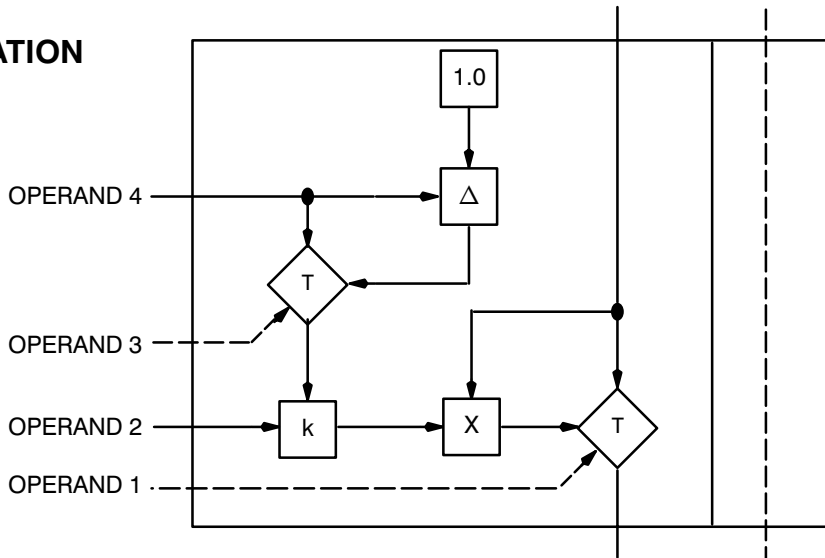 ATION
1.0
OPERAND 4
Δ
T
OPERAND 3
OPERAND 2
k
X
T
OPERAND 1